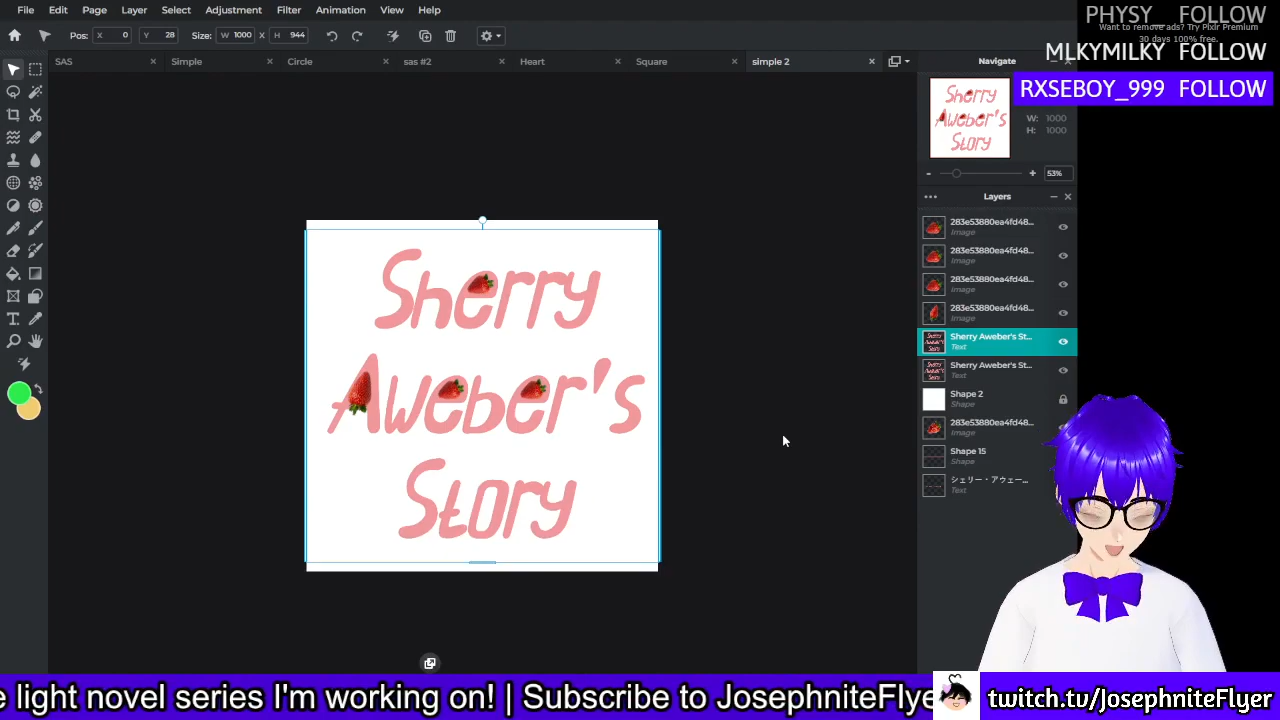 File Edit Page Layer Select Adjustment Filter Animation View Help
PHYSY_ FOLLOW
Want to remove ads? Try Pixlr Premium
30 days 100% free.
MLKYMILKY FOLLOW
RXSEBOY_999 FOLLOW
Pos: X 0 Y 28 Size: W 1000 X H 944
SAS Simple Circle sas #2 Heart Square simple 2
Navigate
Sherry
Aweber's
Story
W: 1000
H: 1000
- + 53%
Layers
283e53880ea4fd48...
Image
283e53880ea4fd48...
Image
283e53880ea4fd48...
Image
283e53880ea4fd48...
Image
Sherry Aweber's St...
Text
Sherry Aweber's St...
Text
Shape 2
Shape
283e53880ea4fd48...
Image
Shape 15
Shape
シェリー・アウェー...
Text
Sherry
Aweber's
Story
e light novel series I'm working on! | Subscribe to JosephniteFlye
twitch.tv/JosephniteFlyer